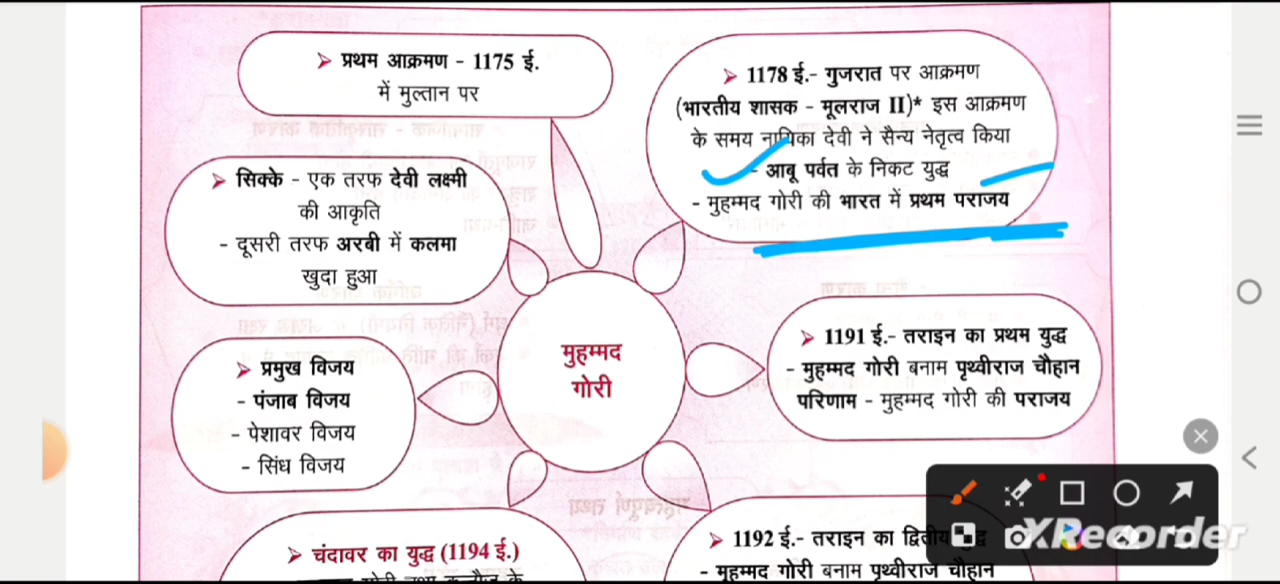 ➢ प्रथम आक्रमण - 1175 ई.
में मुल्तान पर
➢ 1178 ई.- गुजरात पर आक्रमण
(भारतीय शासक - मूलराज II)* इस आक्रमण
के समय नायिका देवी ने सैन्य नेतृत्व किया
- आबू पर्वत के निकट युद्ध
- मुहम्मद गोरी की भारत में प्रथम पराजय
➢ सिक्के - एक तरफ देवी लक्ष्मी
की आकृति
- दूसरी तरफ अरबी में कलमा
खुदा हुआ
मुहम्मद
गोरी
➢ 1191 ई.- तराइन का प्रथम युद्ध
- मुहम्मद गोरी बनाम पृथ्वीराज चौहान
परिणाम - मुहम्मद गोरी की पराजय
➢ प्रमुख विजय
- पंजाब विजय
- पेशावर विजय
- सिंध विजय
➢ चंदावर का युद्ध (1194 ई.)
गोरी तथा कन्नौज के
➢ 1192 ई.- तराइन का द्वितीय युद्ध
- मुहम्मद गोरी बनाम पृथ्वीराज चौहान
XRecorder